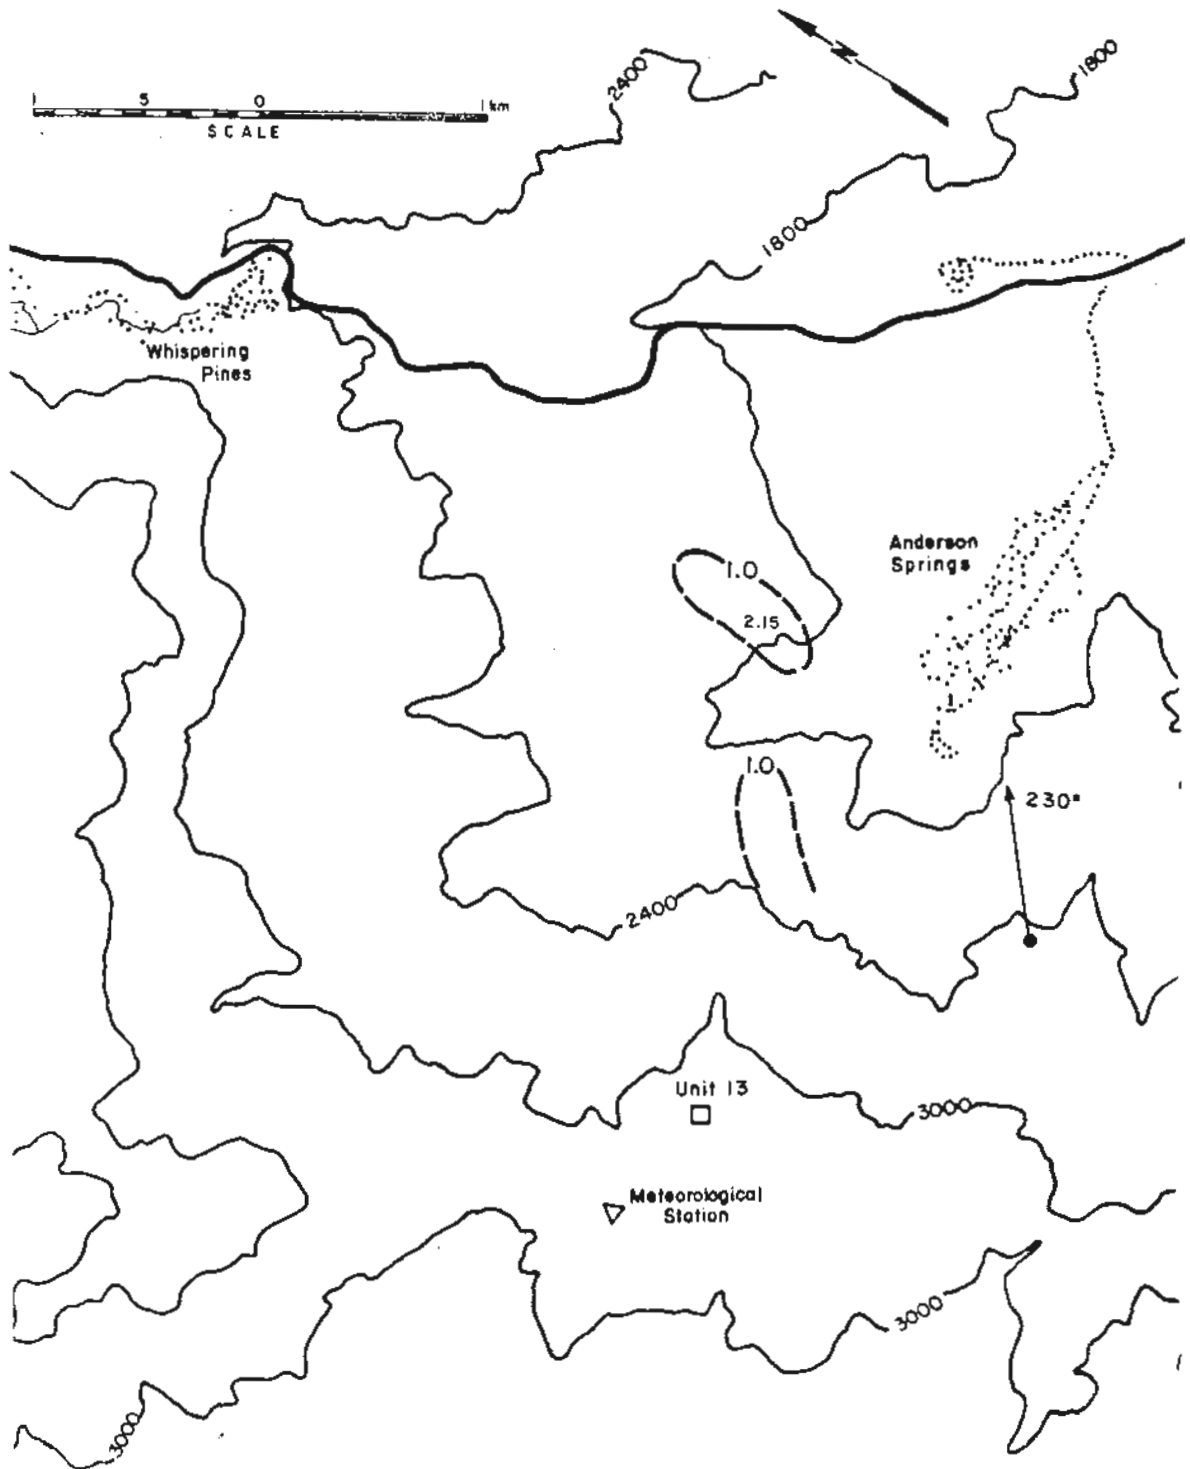 N
1 5 0 1 km
SCALE
2400
1800
1800
Whispering
Pines
Anderson
Springs
1.0
2.15
1.0
230°
2400
Unit 13
3000
Meteorological
Station
3000
3000